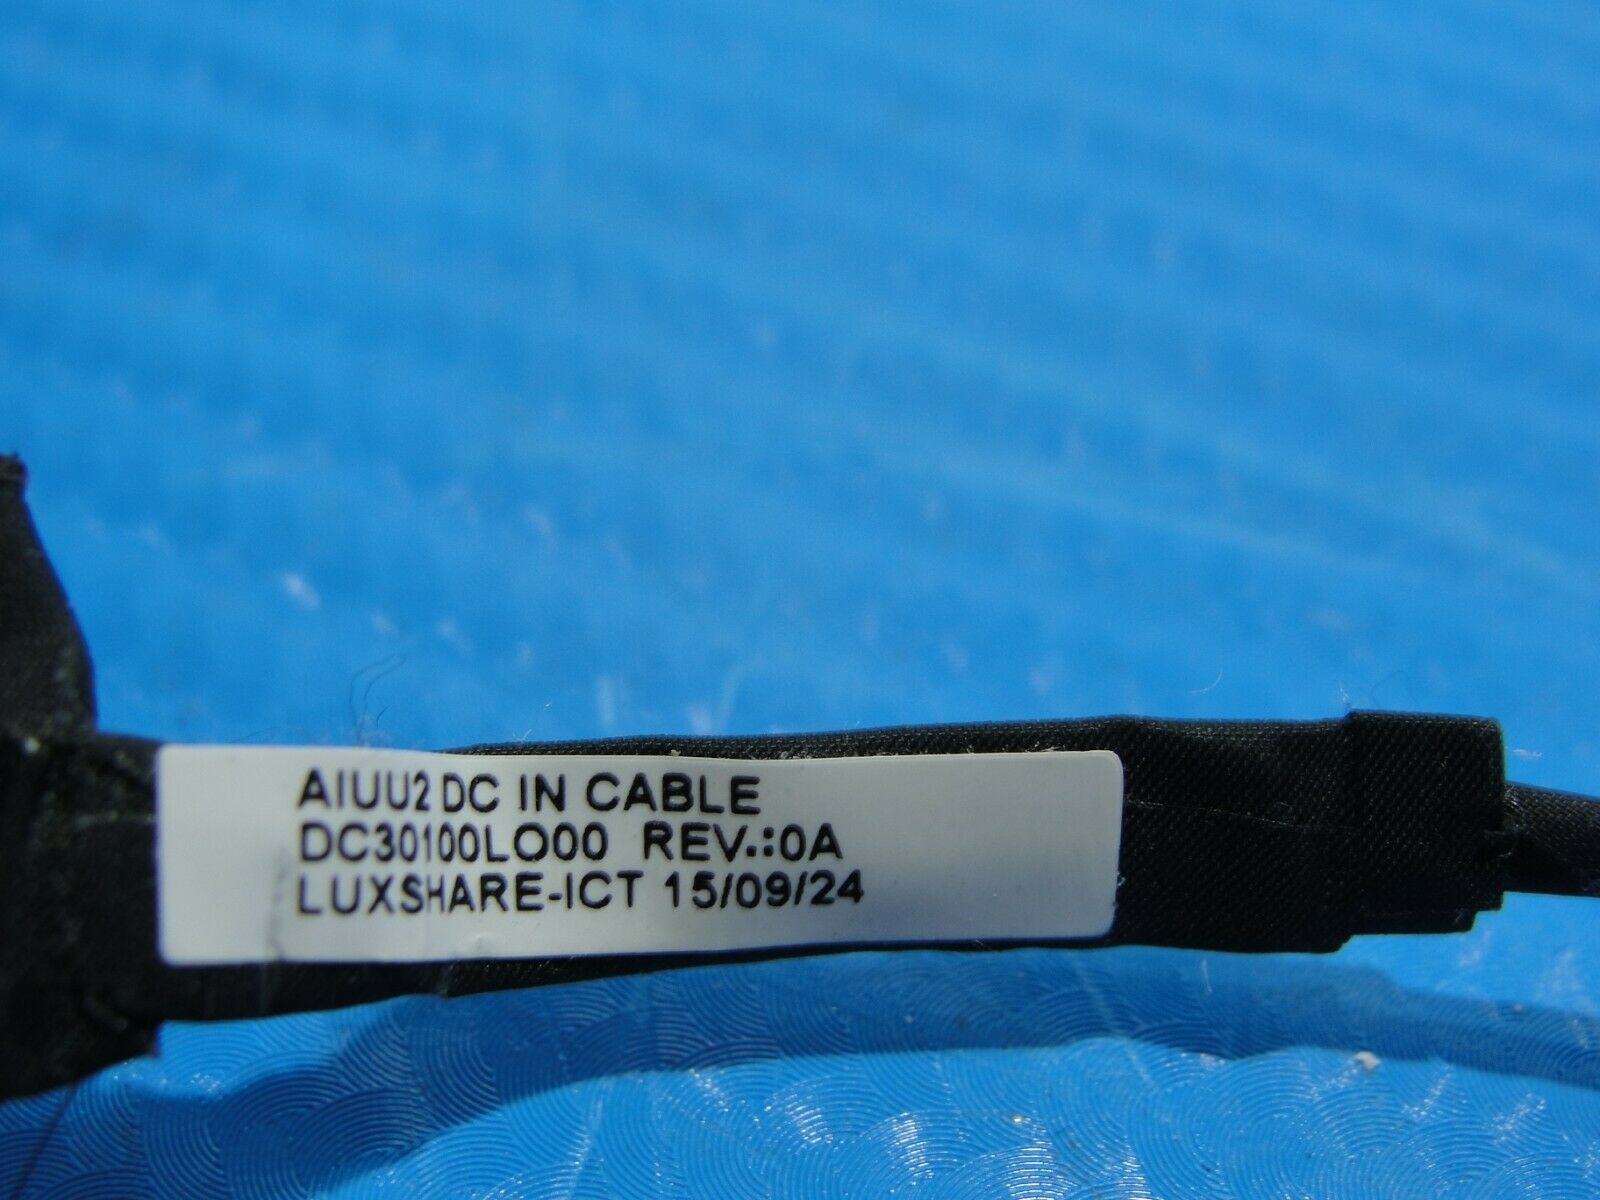 AIUU2 DC IN CABLE
DC30100LO00 REV.:0A
LUXSHARE-ICT 15/09/24